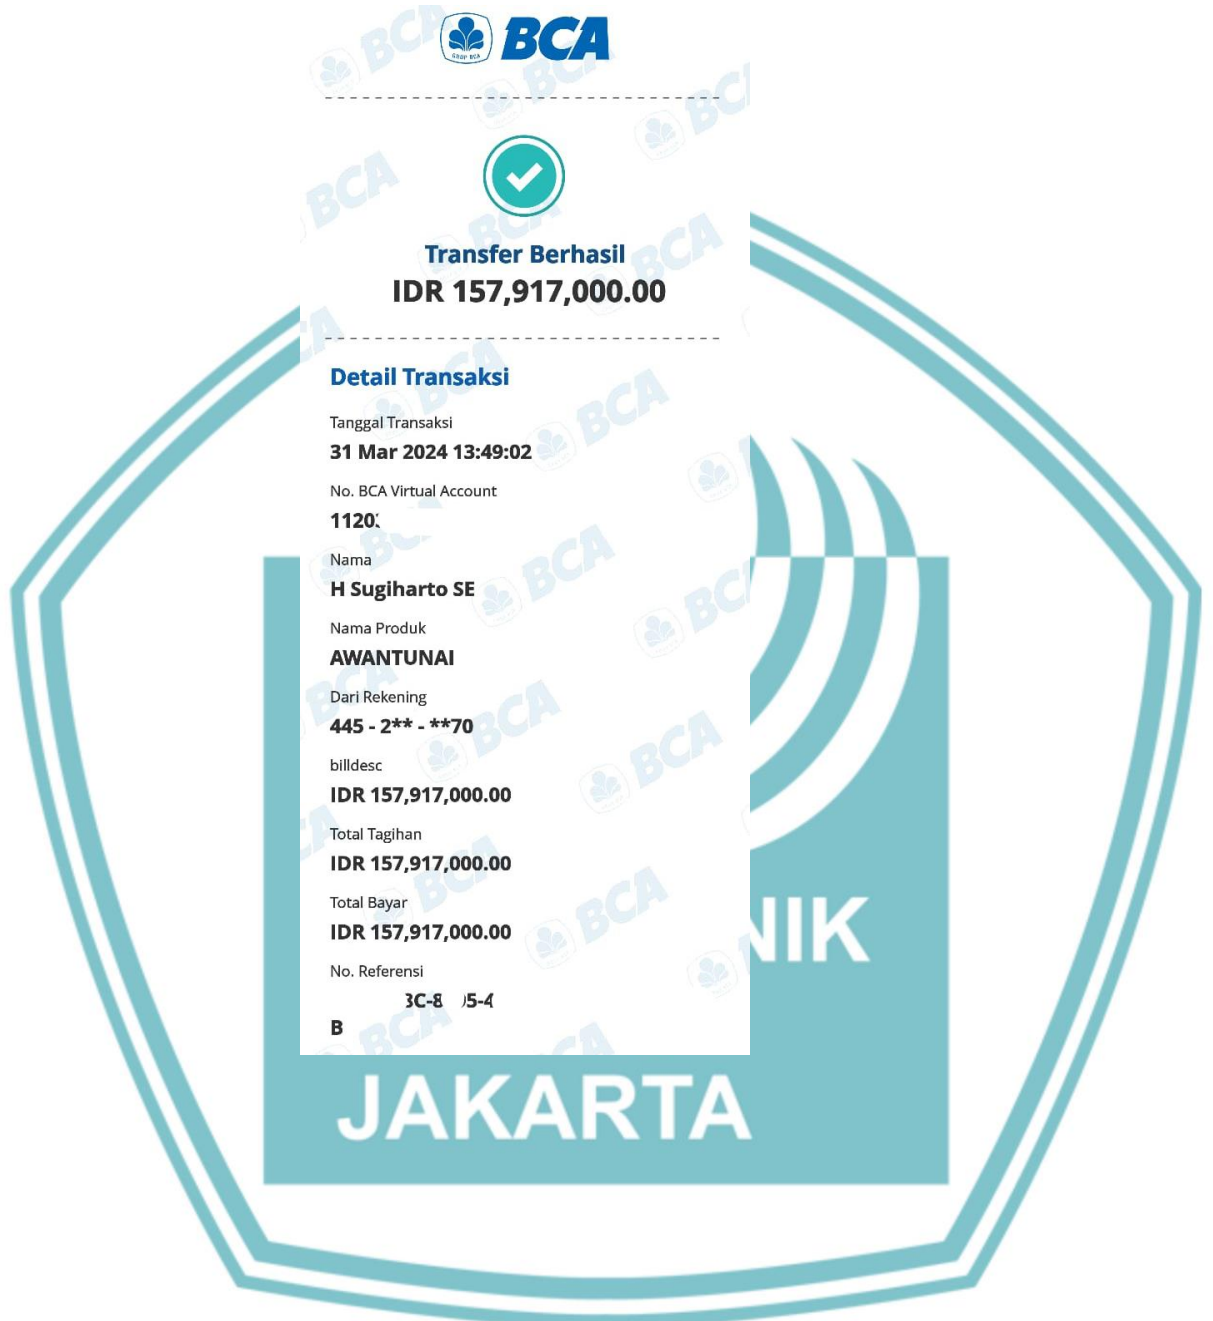 BCA
Transfer Berhasil
IDR 157,917,000.00
Detail Transaksi
Tanggal Transaksi
31 Mar 2024 13:49:02
No. BCA Virtual Account
1120
Nama
H Sugiharto SE
Nama Produk
AWANTUNAI
Dari Rekening
445 - 2** - **70
billdesc
IDR 157,917,000.00
Total Tagihan
IDR 157,917,000.00
Total Bayar
IDR 157,917,000.00
No. Referensi
B
NIK
JAKARTA